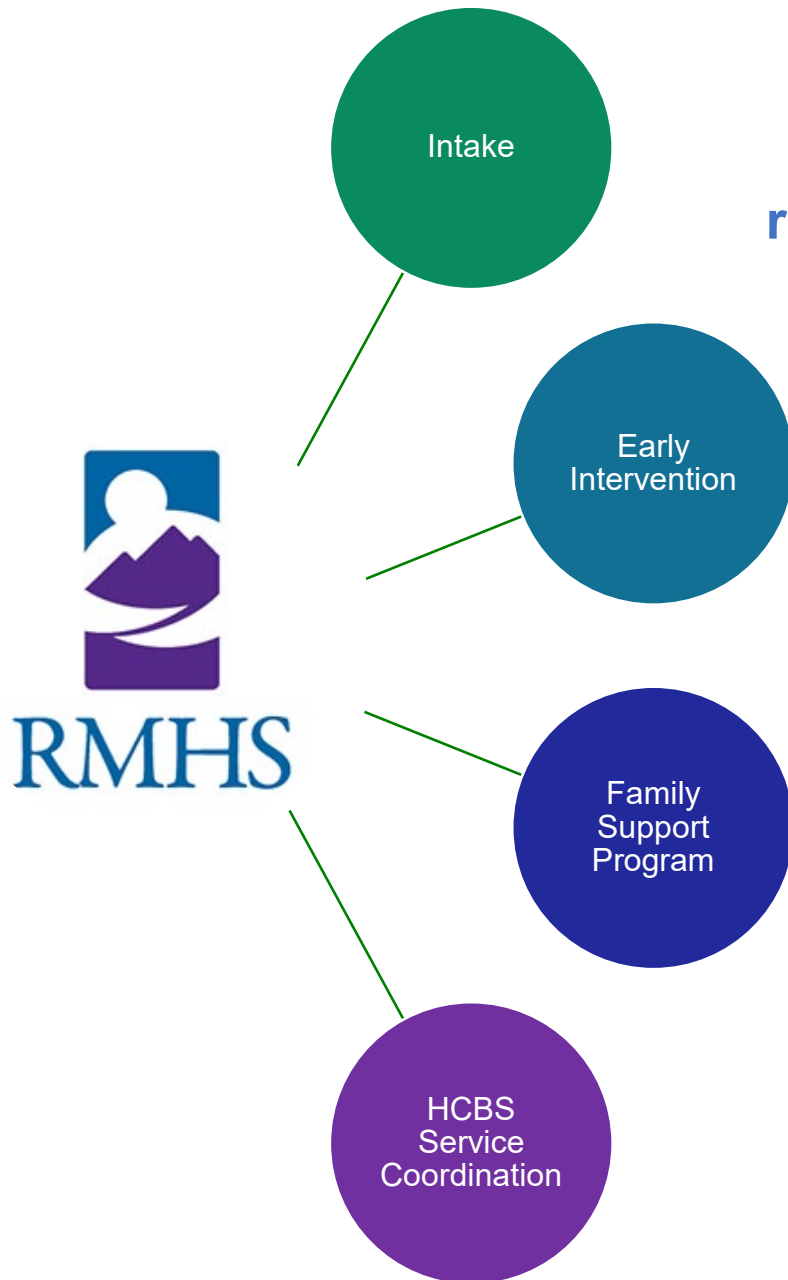 Intake
r
Early
Intervention
RMHS
Family
Support
Program
HCBS
Service
Coordination